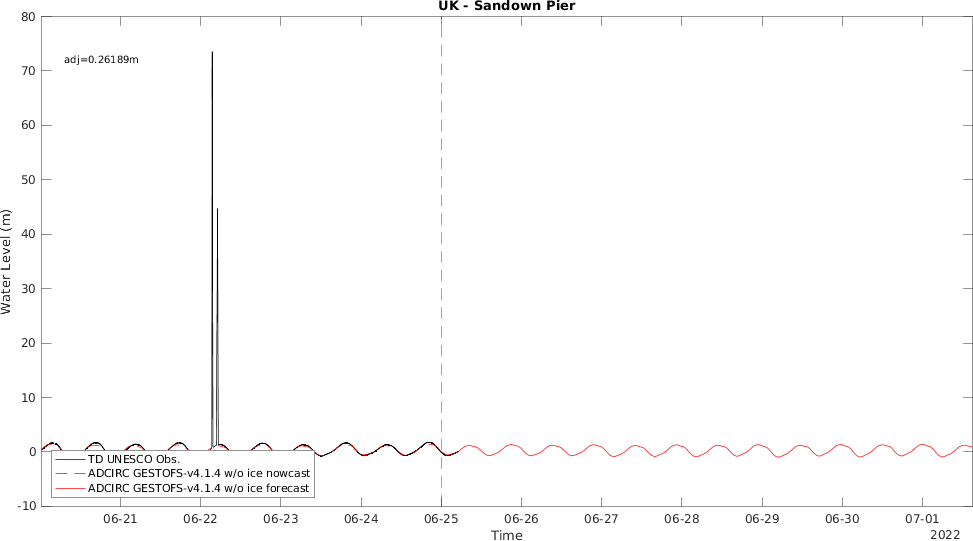 UK - Sandown Pier
80
70
60
50
40
30
20
10
0
-10
Water Level (m)
adj=0.26189m
TD UNESCO Obs.
ADCIRC GESTOFS-v4.1.4 w/o ice nowcast
ADCIRC GESTOFS-v4.1.4 w/o ice forecast
06-21 06-22 06-23 06-24 06-25 06-26 06-27 06-28 06-29 06-30 07-01
Time
2022